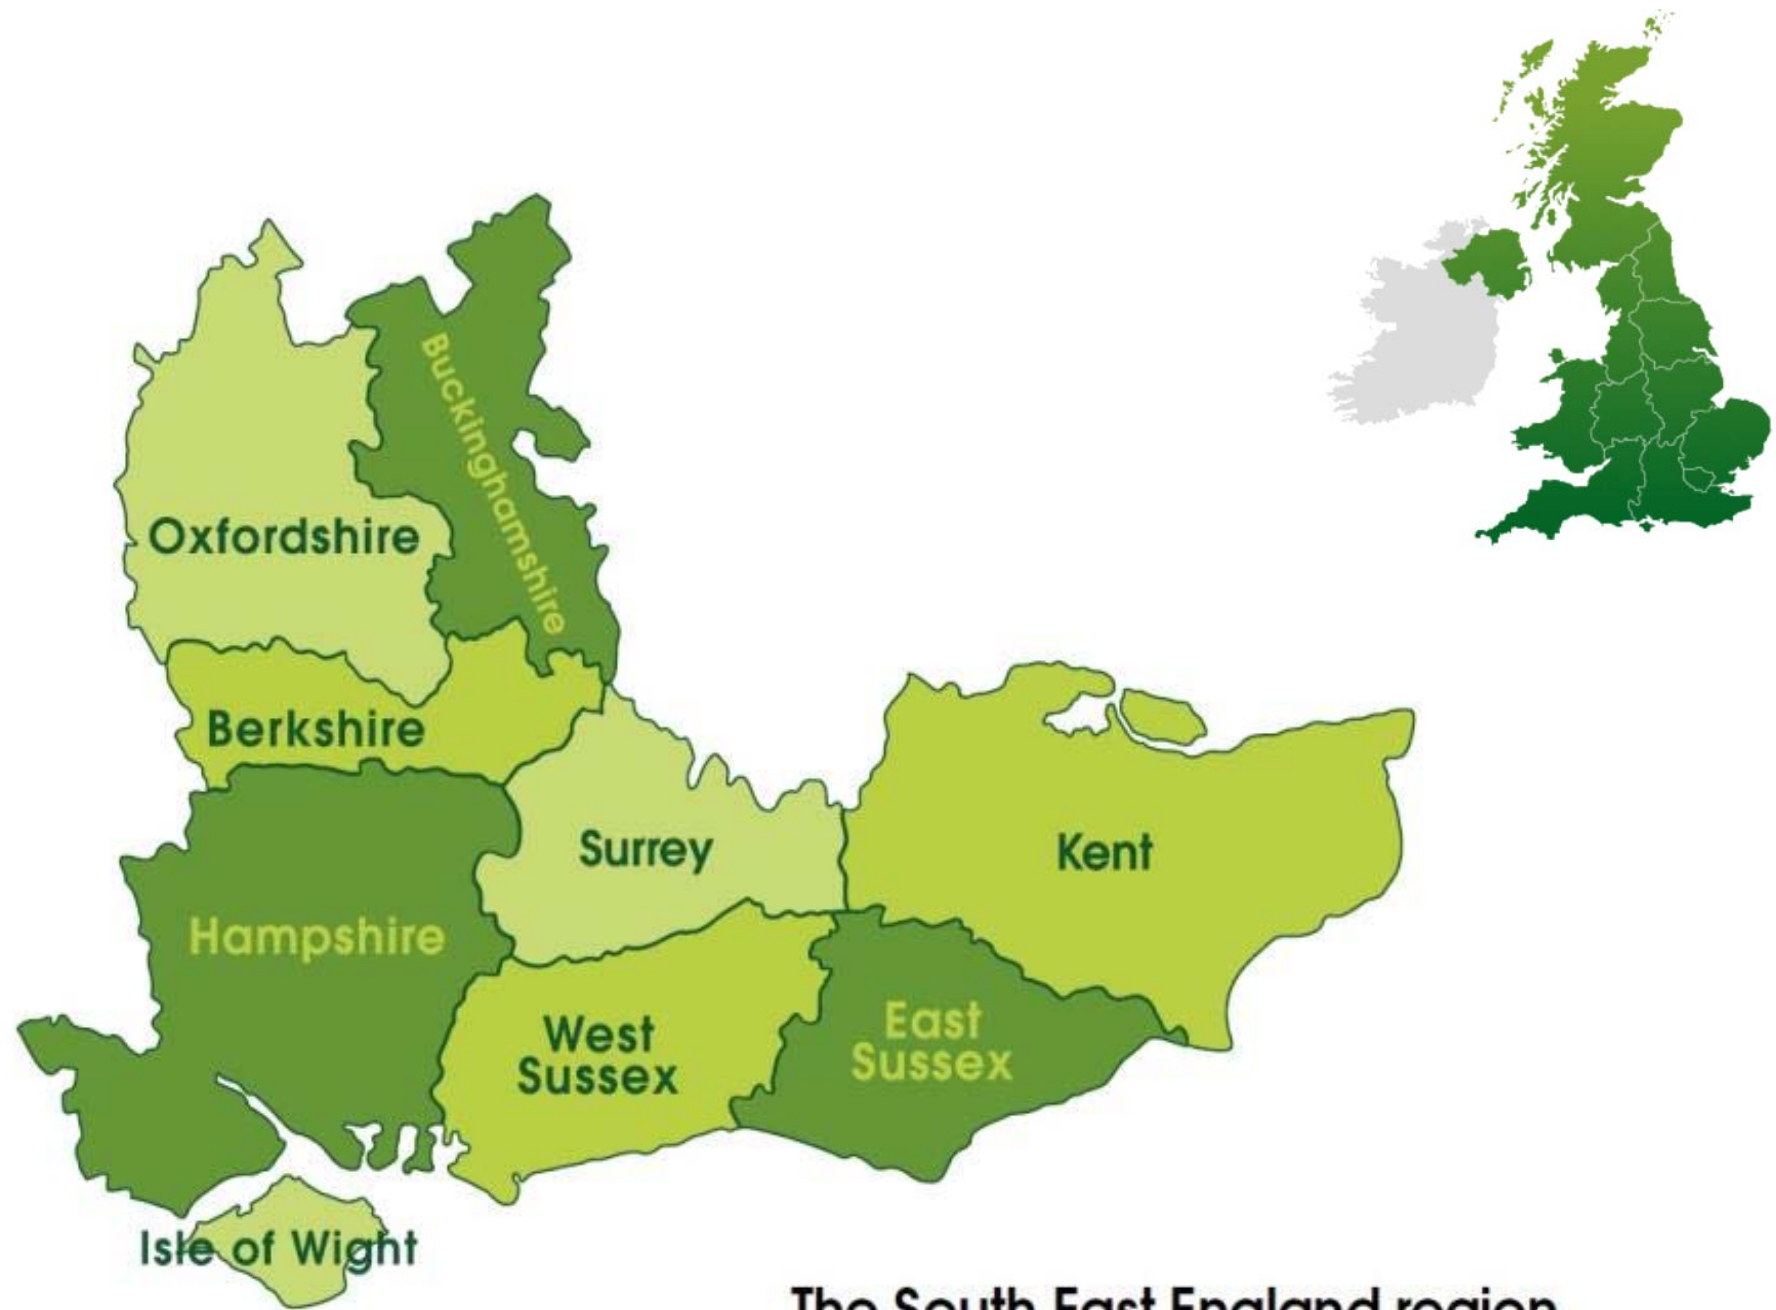 Buckinghamshire
Oxfordshire
Berkshire
Surrey
Kent
Hampshire
West
Sussex
East
Sussex
Isle of Wight
The South East England region